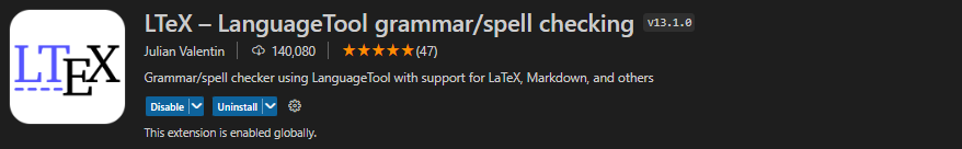 LTEX
LTeX – LanguageTool grammar/spell checking v13.1.0
Julian Valentin 140,080 ★★★★★(47)
Grammar/spell checker using LanguageTool with support for LaTeX, Markdown, and others
Disable Uninstall
This extension is enabled globally.